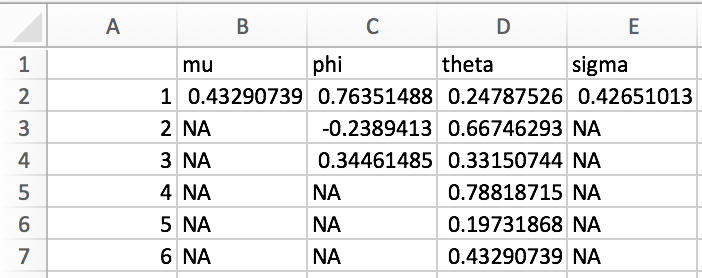 A B C D E
1 mu phi theta sigma
2 1 0.43290739 0.76351488 0.24787526 0.42651013
3 2 NA -0.2389413 0.66746293 NA
4 3 NA 0.34461485 0.33150744 NA
5 4 NA NA 0.78818715 NA
6 5 NA NA 0.19731868 NA
7 6 NA NA 0.43290739 NA